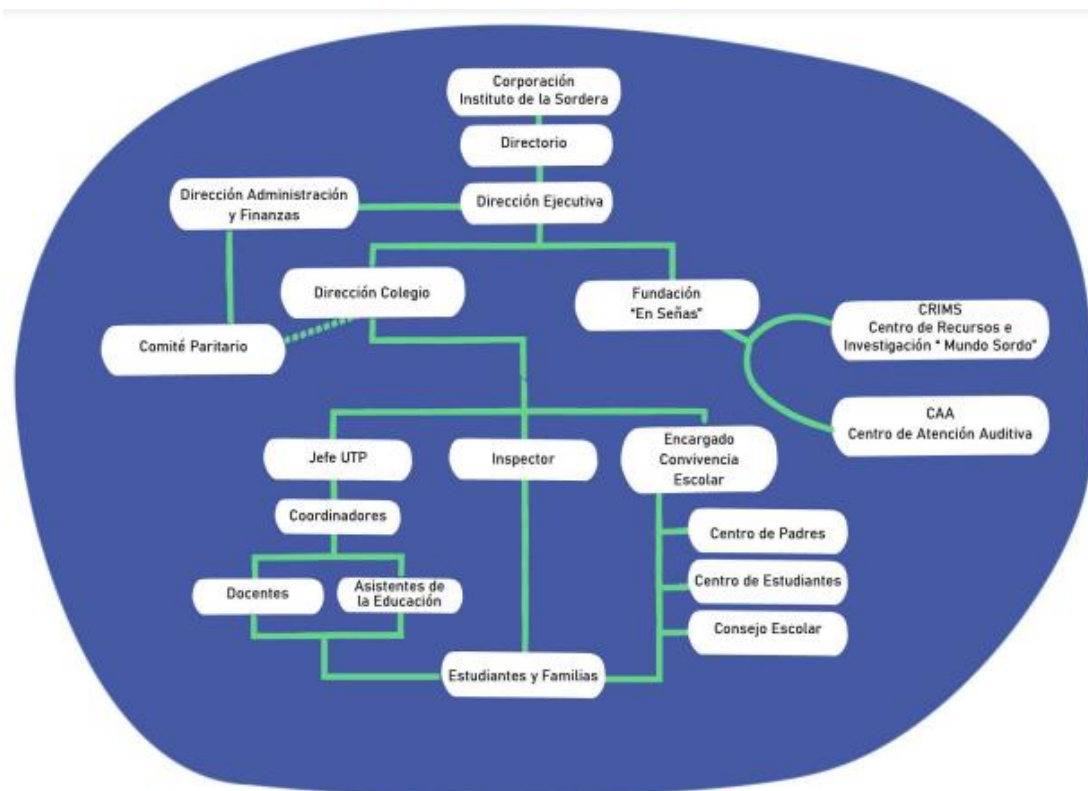 Corporación
Instituto de la Sordera
Directorio
Dirección Administración
y Finanzas
Dirección Ejecutiva
Dirección Colegio
Fundación
"En Señas"
CRIMS
Centro de Recursos e
Investigación " Mundo Sordo"
Comité Paritario
CAA
Centro de Atención Auditiva
Jefe UTP
Inspector
Encargado
Convivencia
Escolar
Coordinadores
Centro de Padres
Docentes
Asistentes de
la Educación
Centro de Estudiantes
Consejo Escolar
Estudiantes y Familias